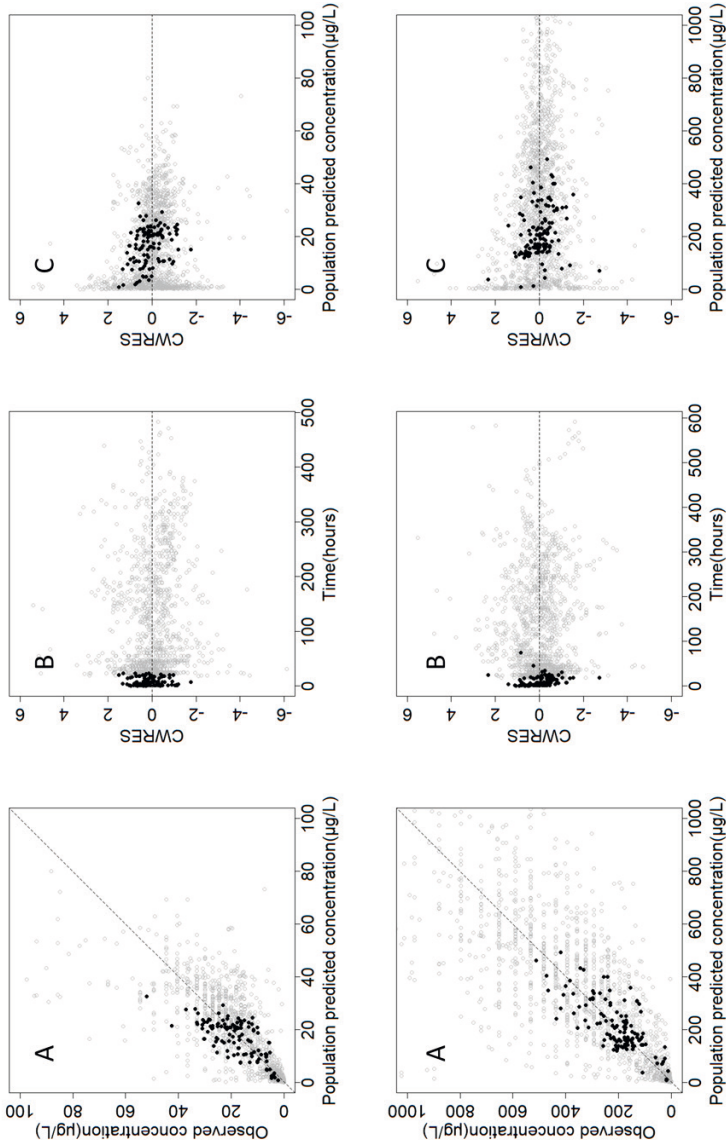 A
Observed concentration(µg/L)
100
80
60
40
20
0
0 20 40 60 80 100
Population predicted concentration(µg/L)
B
CWRES
6
4
2
0
-2
-4
-6
0 100 200 300 400 500
Time(hours)
C
CWRES
6
4
2
0
-2
-4
-6
0 20 40 60 80 100
Population predicted concentration(µg/L)
A
Observed concentration(µg/L)
1000
800
600
400
200
0
0 200 400 600 800 1000
Population predicted concentration(µg/L)
B
CWRES
6
4
2
0
-2
-4
-6
0 100 200 300 400 500 600
Time(hours)
C
CWRES
6
4
2
0
-2
-4
-6
0 200 400 600 800 1000
Population predicted concentration(µg/L)